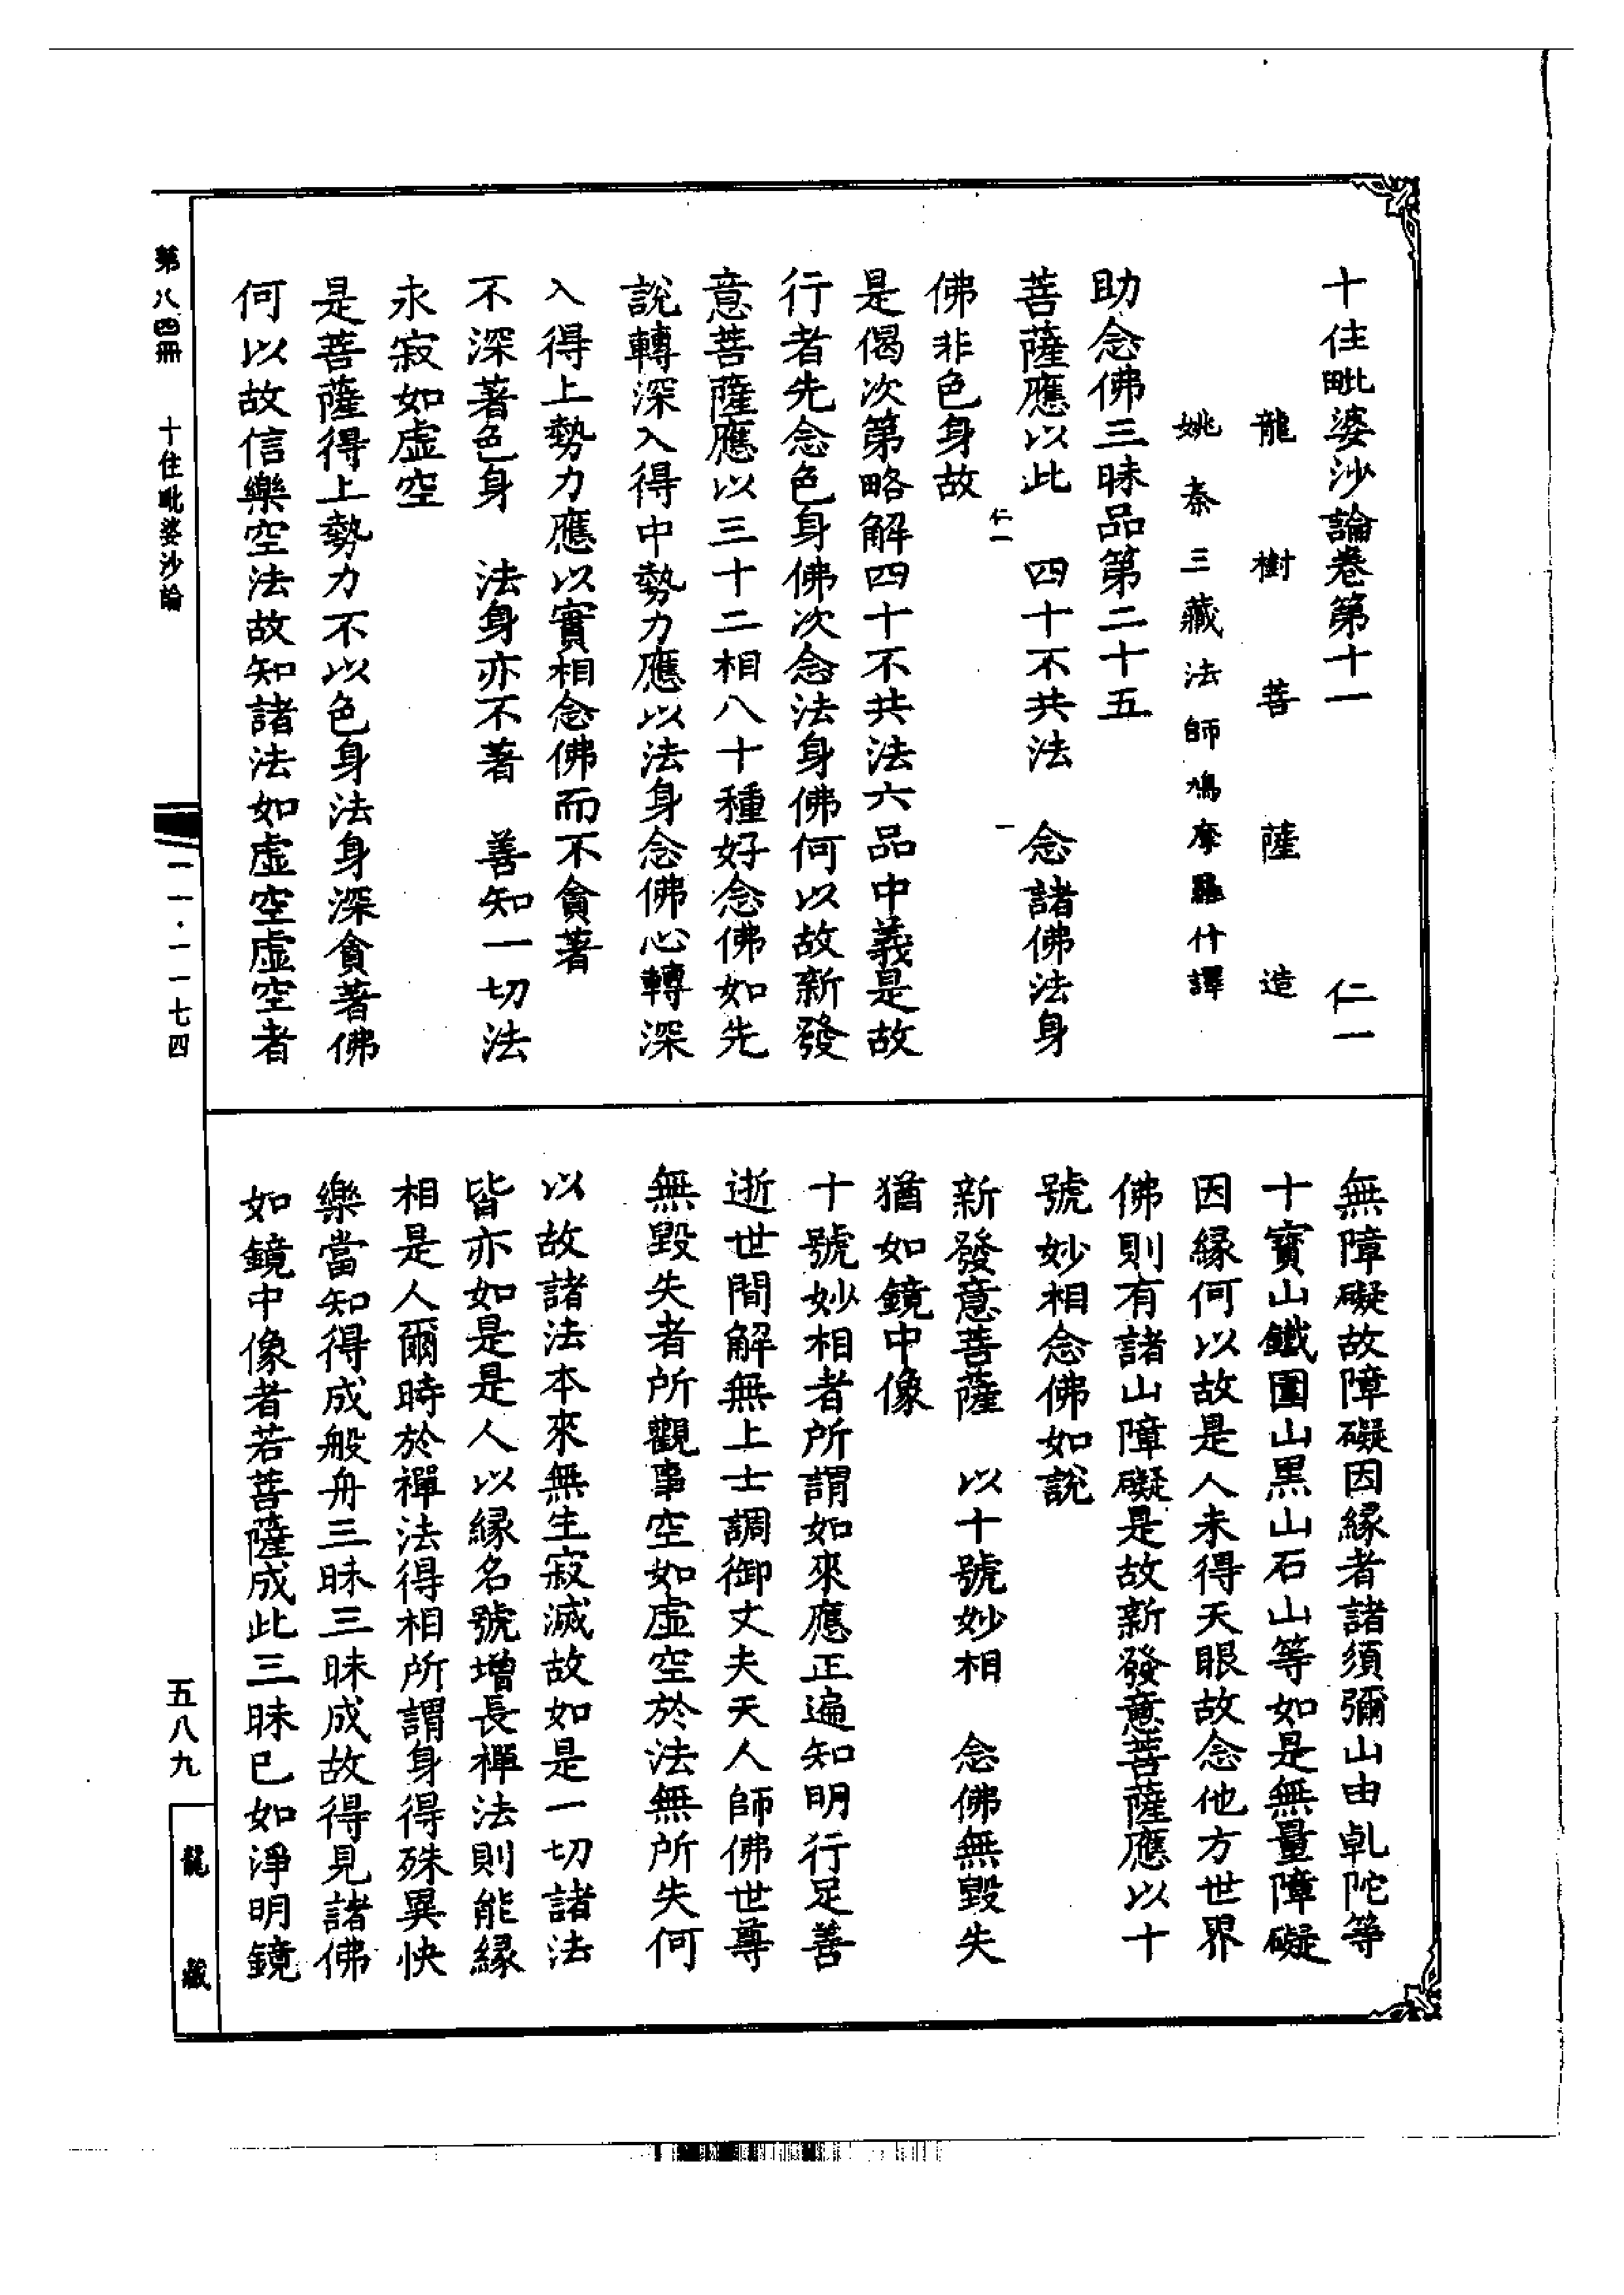 十住毗婆沙論卷第十一　仁一
龍樹菩薩造
姚秦三藏法師鳩摩羅什譯
助念佛三昧品第二十五
菩薩應以此　四十不共法　念諸佛法身
佛非色身故
仁一　一
是偈次第略解四十不共法六品中義是故
行者先念色身佛次念法身佛何以故新發
意菩薩應以三十二相八十種好念佛如先
說轉深入得中勢力應以法身念佛心轉深
入得上勢力應以實相念佛而不貪著
不深著色身　法身亦不著　善知一切法
永寂如虛空
是菩薩得上勢力不以色身法身深貪著佛
何以故信樂空法故知諸法如虛空虛空者
無障礙故障礙因緣者諸須彌山由乹陀等
十寶山鐵圍山黑山石山等如是無量障礙
因緣何以故是人未得天眼故念他方世界
佛則有諸山障礙是故新發意菩薩應以十
號妙相念佛如說
新發意菩薩　以十號妙相　念佛無毀失
猶如鏡中像
十號妙相者所謂如來應正遍知明行足善
逝世間解無上士調御丈夫天人師佛世尊
無毀失者所觀事空如虛空於法無所失何
以故諸法本來無生寂滅故如是一切諸法
皆亦如是是人以緣名號增長禪法則能緣
相是人爾時於禪法得相所謂身得殊異快
樂當知得成般舟三昧三昧成故得見諸佛
如鏡中像者若菩薩成此三昧已如淨明鏡
第八四冊　十住毗婆沙論
一一·一一七四
五八九
龍藏